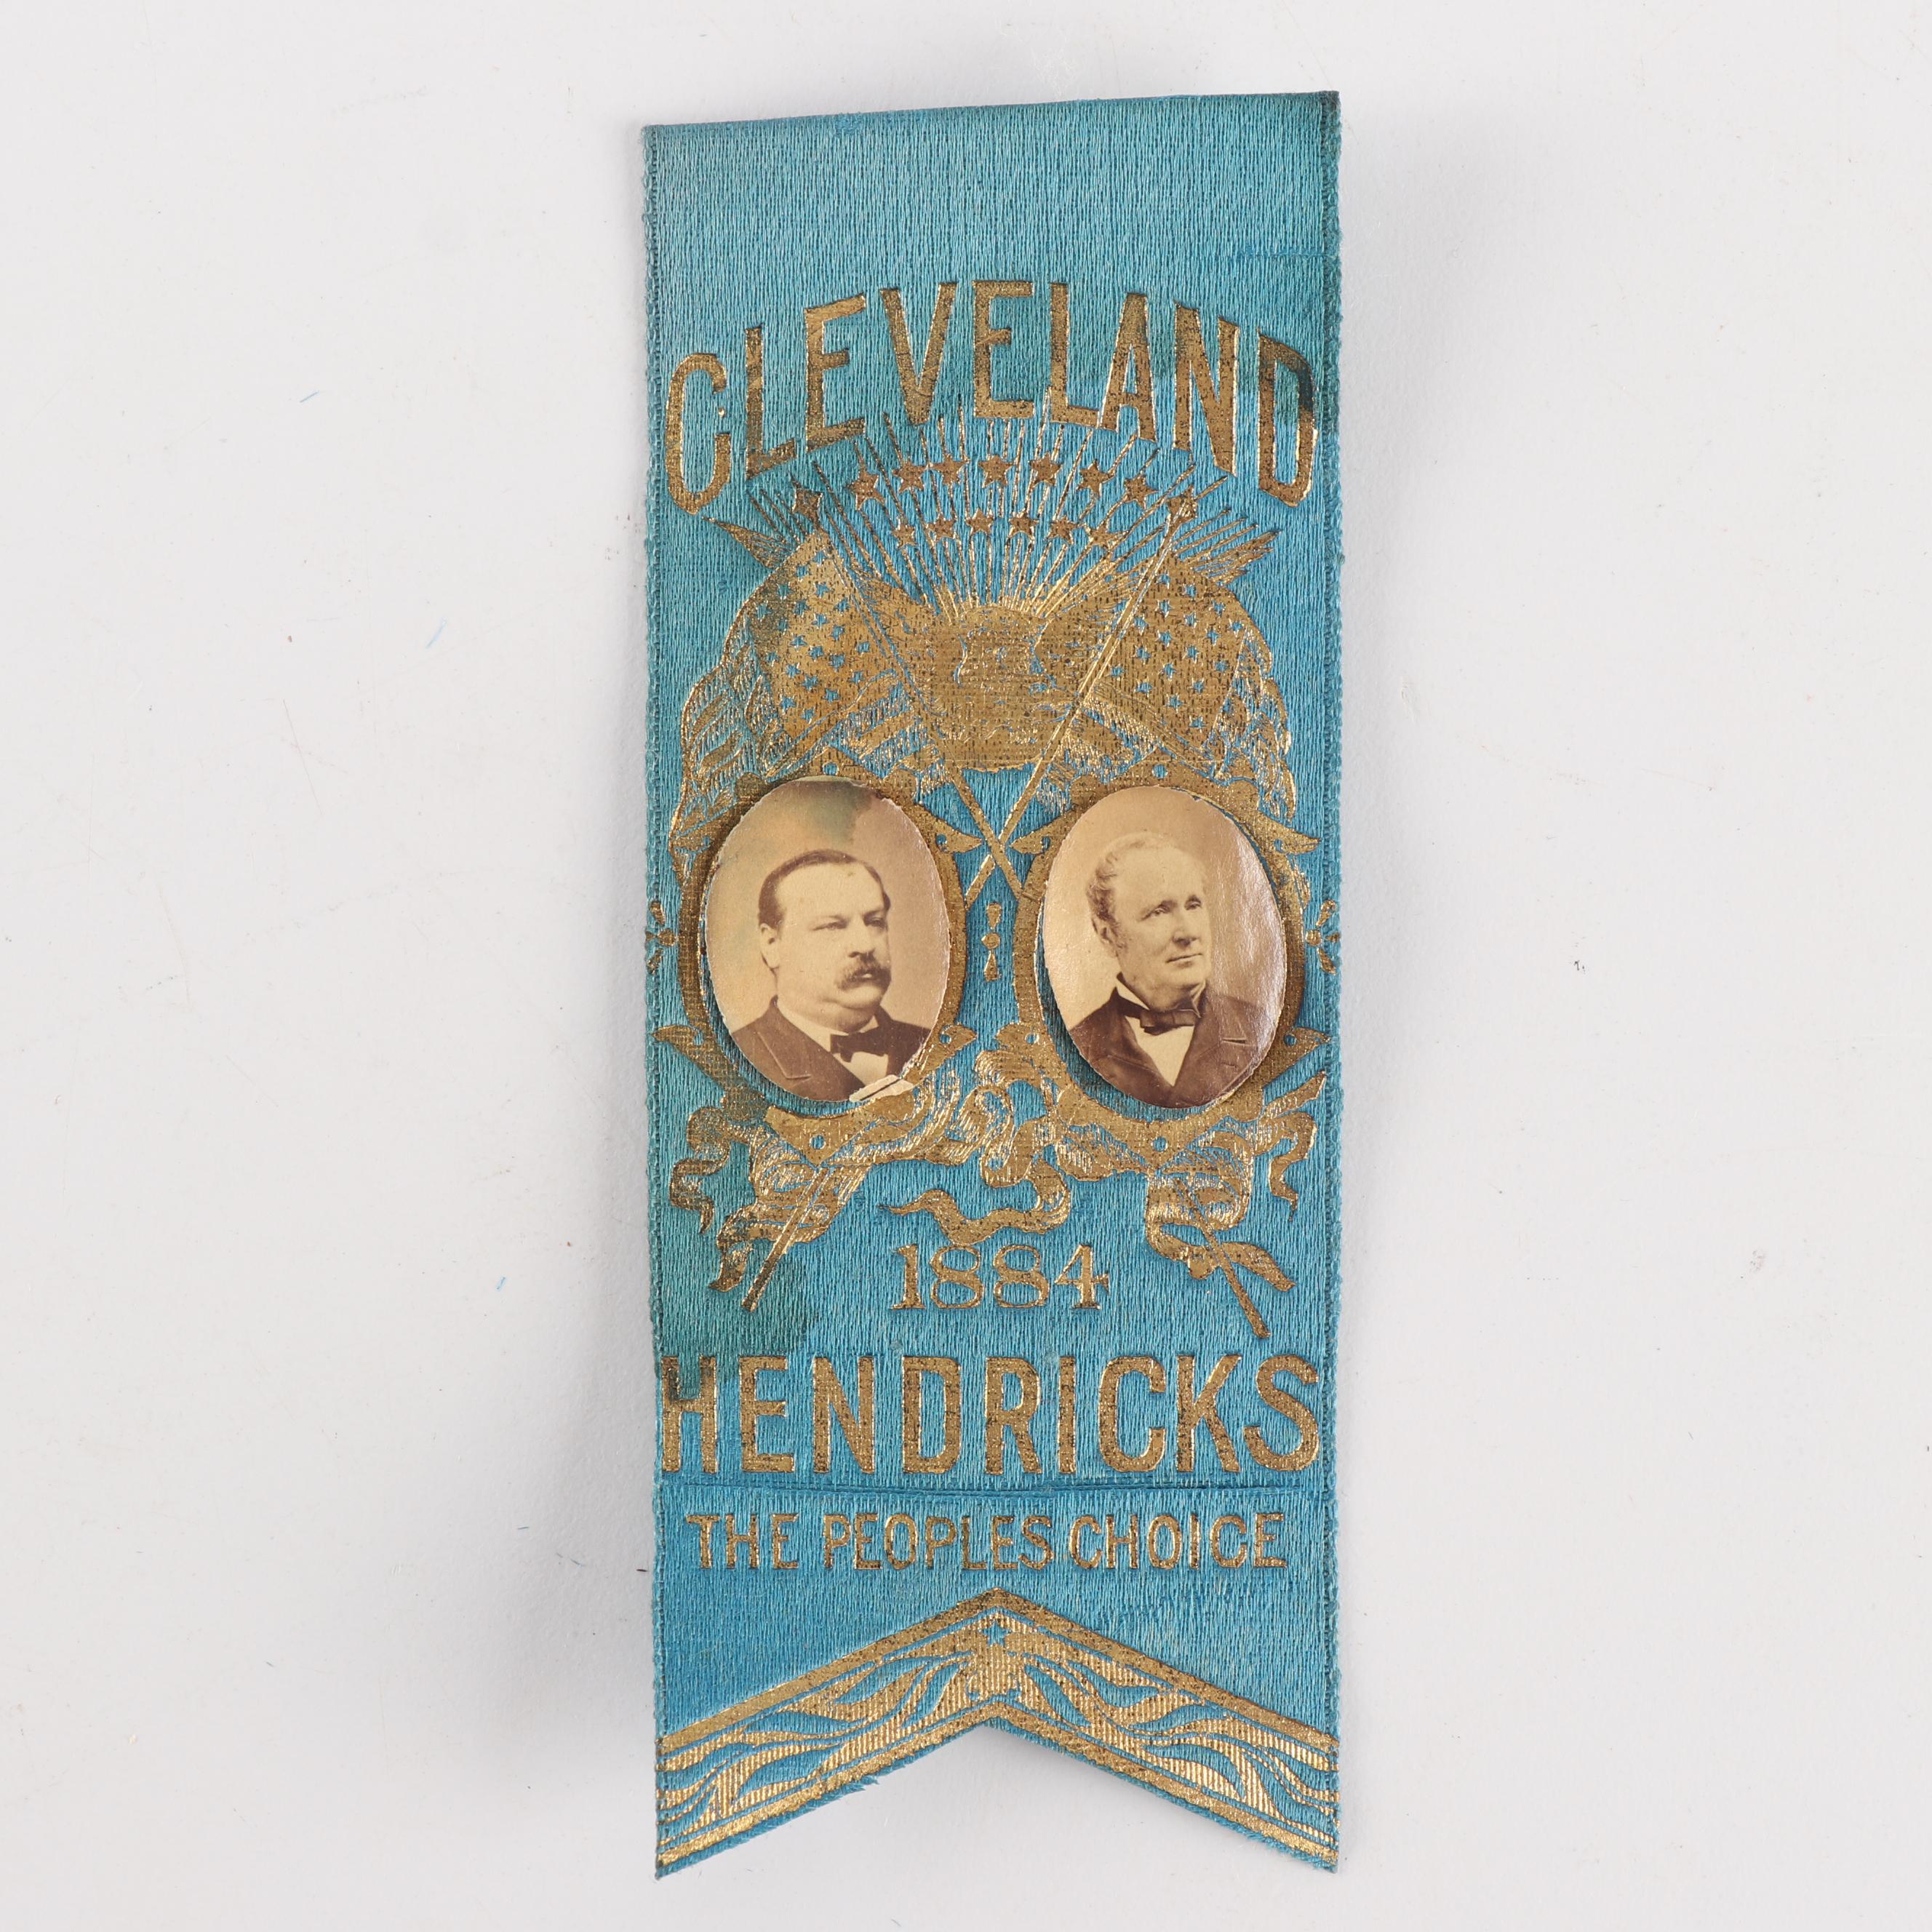 CLEVELAND
1884
HENDRICKS
THE PEOPLES CHOICE